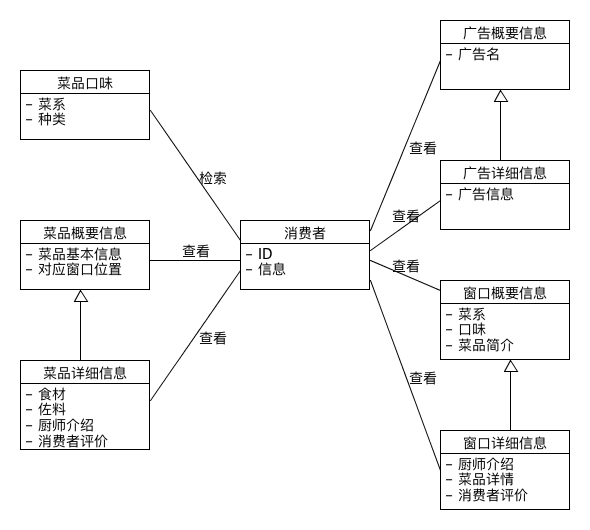 广告概要信息
- 广告名
菜品口味
- 菜系
- 种类
查看
检索
广告详细信息
- 广告信息
查看
菜品概要信息
- 菜品基本信息
- 对应窗口位置
查看
消费者
- ID
- 信息
查看
窗口概要信息
- 菜系
- 口味
- 菜品简介
查看
菜品详细信息
- 食材
- 佐料
- 厨师介绍
- 消费者评价
查看
窗口详细信息
- 厨师介绍
- 菜品详情
- 消费者评价